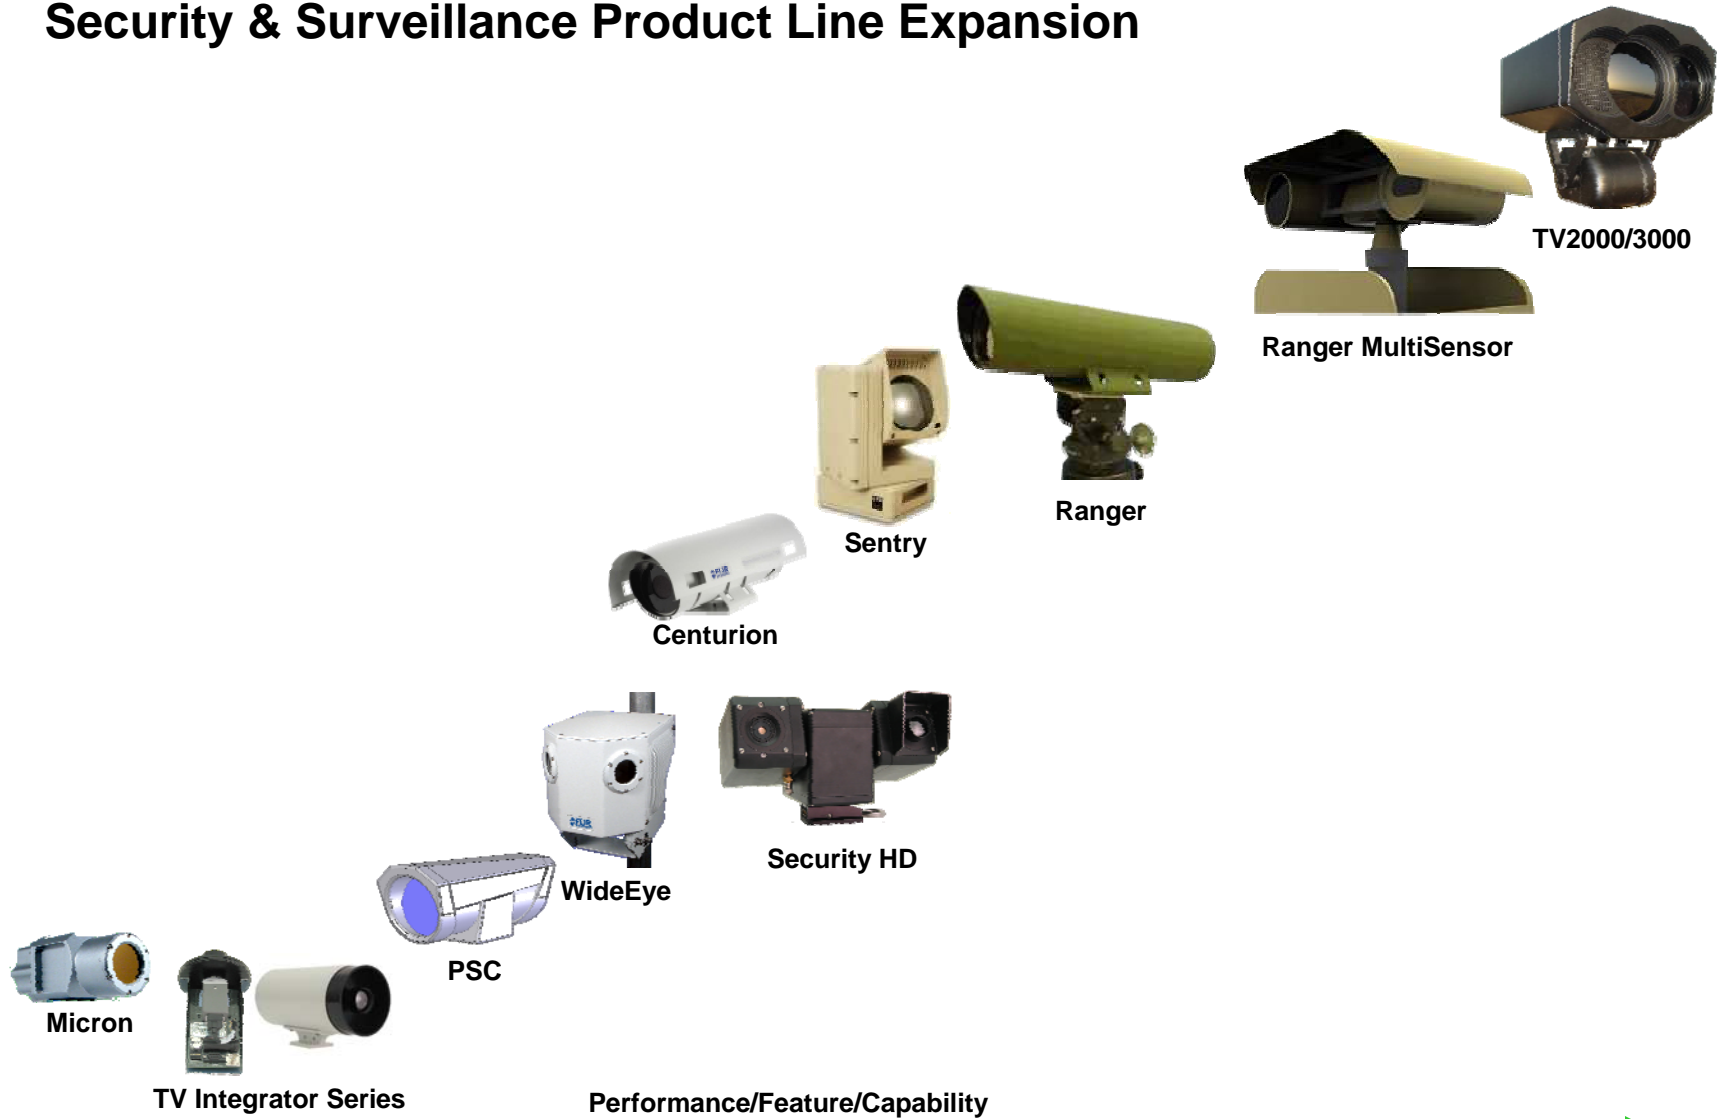 Security & Surveillance Product Line Expansion
TV2000/3000
Ranger MultiSensor
Ranger
Sentry
Centurion
Security HD
WideEye
PSC
Micron
TV Integrator Series
Performance/Feature/Capability